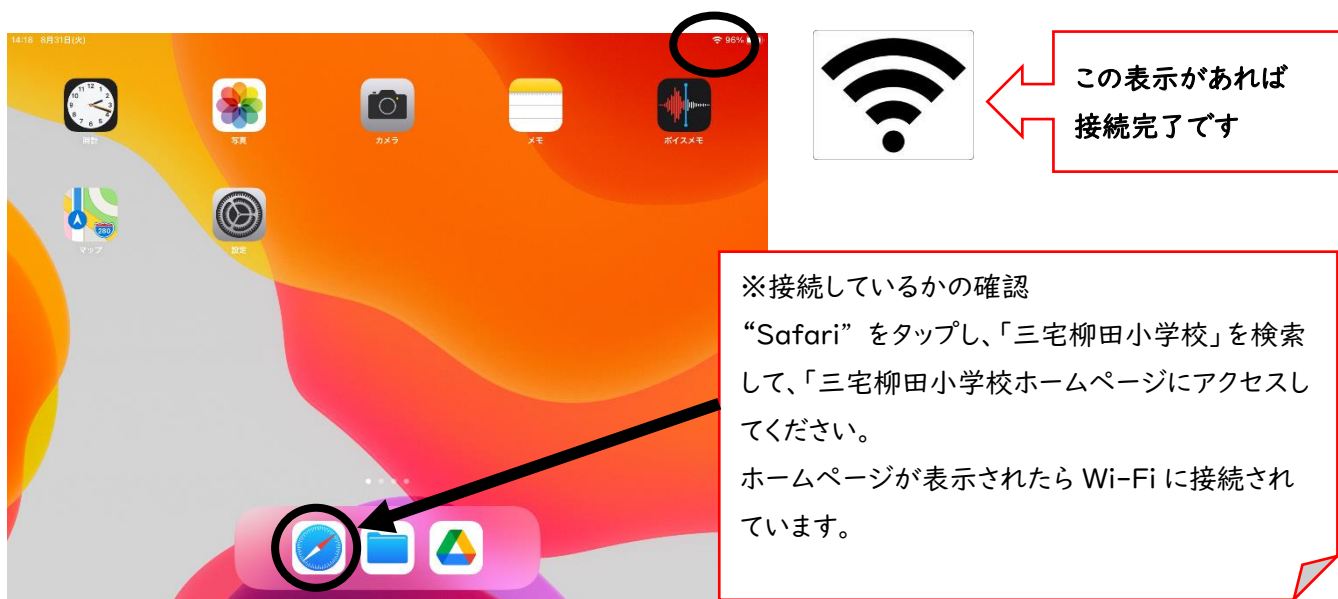 14:18 8月31日(火)
96%
時計
写真
カメラ
メモ
ボイスメモ
マップ
280
設定
この表示があれば
接続完了です
※接続しているかの確認
“Safari” をタップし、「三宅柳田小学校」を検索
して、「三宅柳田小学校ホームページにアクセスし
てください。
ホームページが表示されたら Wi-Fi に接続され
ています。